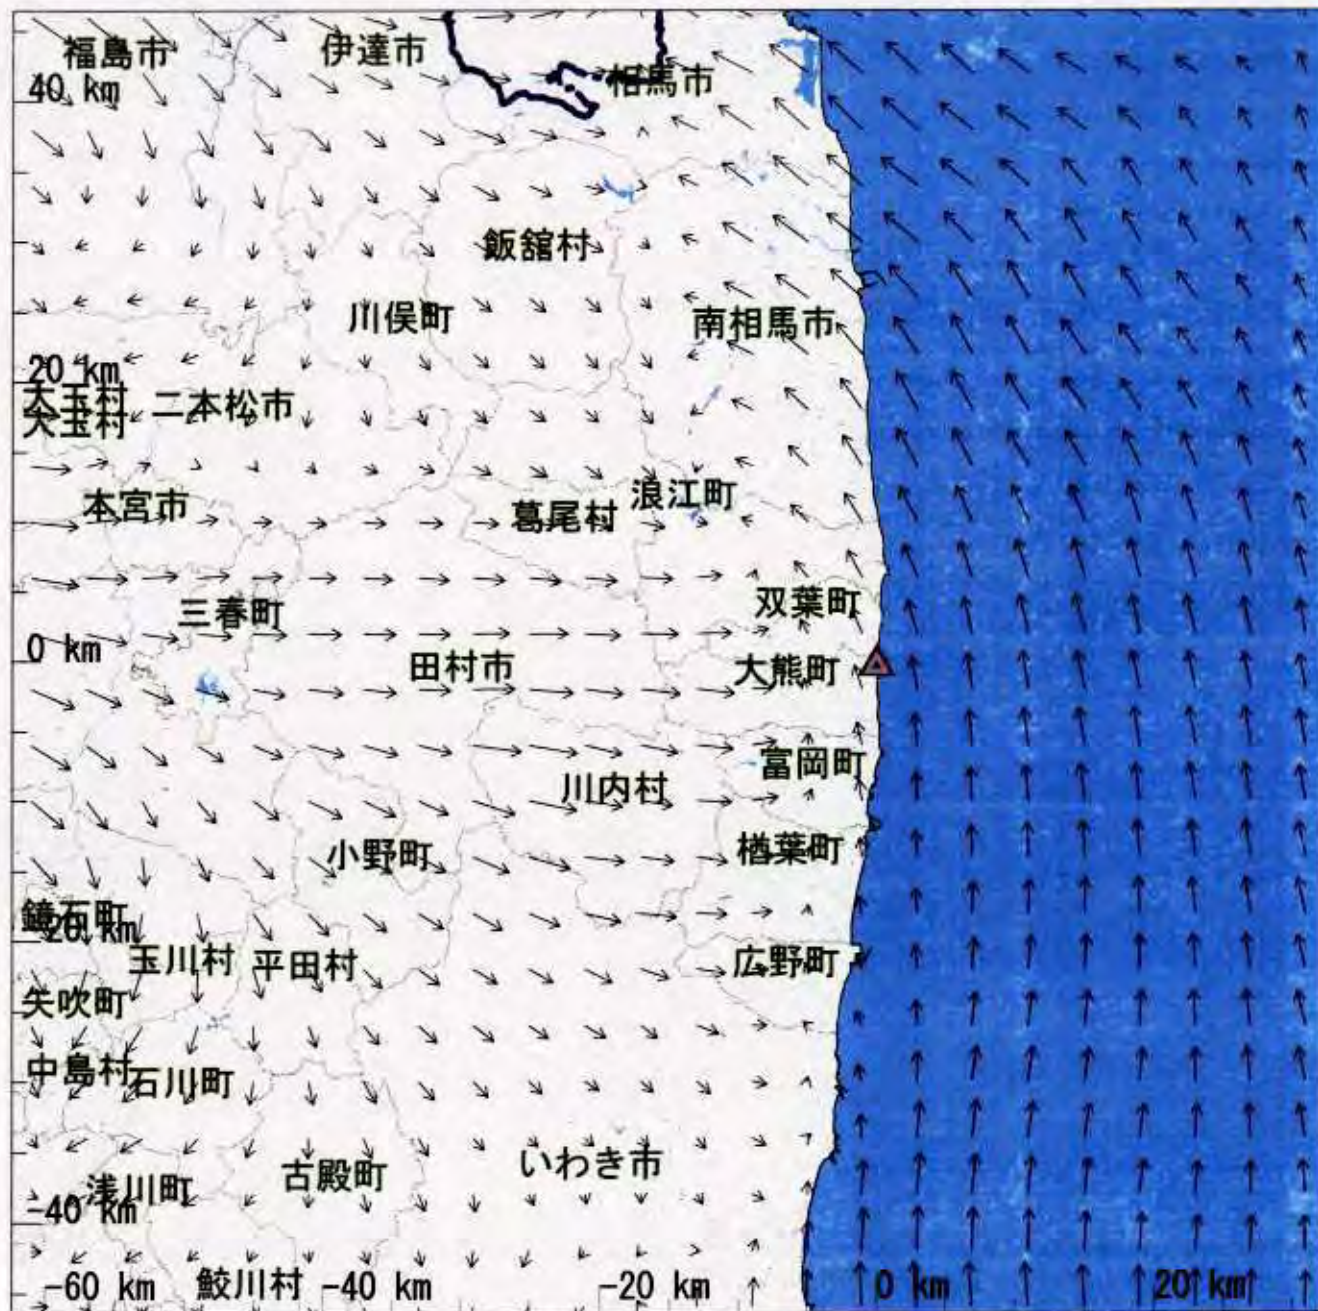 福島市
伊達市
相馬市
40 km
飯舘村
川俣町
南相馬市
20 km
大玉村
二本松市
大玉村
本宮市
葛尾村
浪江町
三春町
双葉町
0 km
田村市
大熊町
川内村
富岡町
小野町
楢葉町
鏡石町
-20 km
玉川村
平田村
広野町
矢吹町
中島村
石川町
いわき市
浅川町
古殿町
-40 km
-60 km
鮫川村
-40 km
-20 km
0 km
20 km